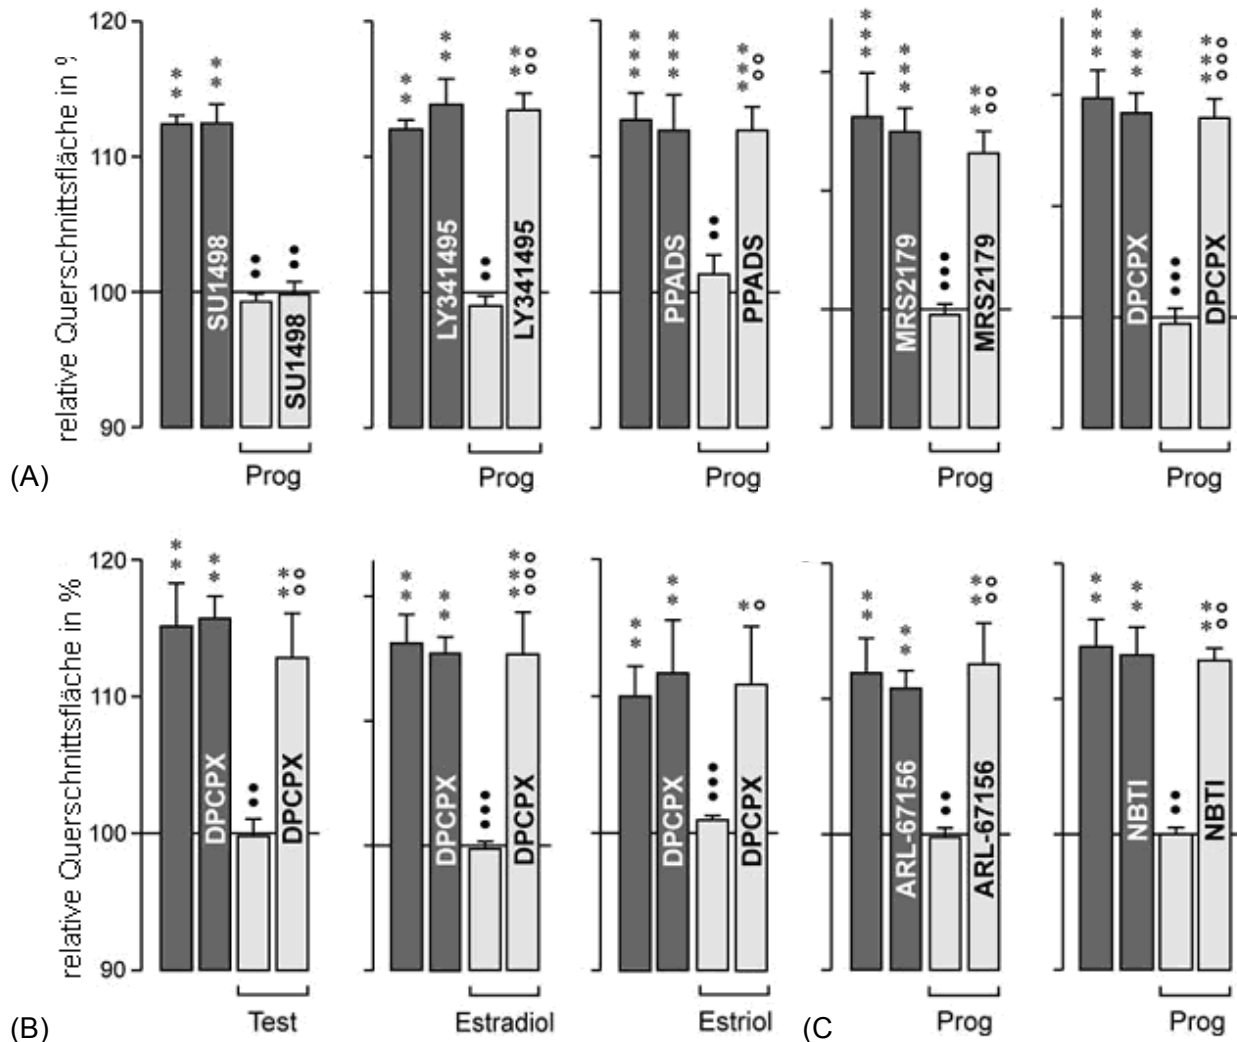 relative Querschnittsfläche in %
120
110
100
90
SU1498
SU1498
Prog
LY341495
LY341495
Prog
PPADS
PPADS
Prog
MRS2179
MRS2179
Prog
DPCPX
DPCPX
Prog
(A)
relative Querschnittsfläche in %
120
110
100
90
DPCPX
DPCPX
Test
DPCPX
DPCPX
Estradiol
DPCPX
DPCPX
Estriol
ARL-67156
ARL-67156
Prog
NBTI
NBTI
Prog
(B)
(C